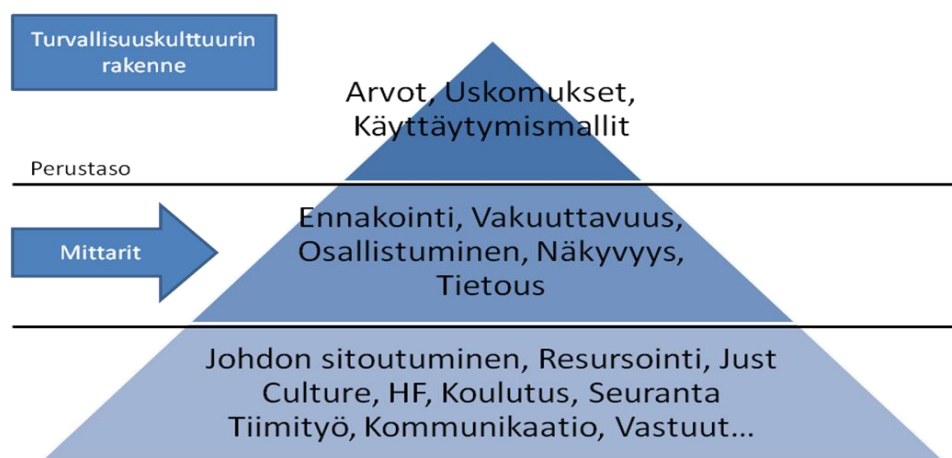 Turvallisuuskulttuurin
rakenne
Arvot, Uskomukset,
Käyttäytymismallit
Perustaso
Ennakointi, Vakuuttavuus,
Osallistuminen, Näkyvyys,
Tietous
Mittarit
Johdon sitoutuminen, Resursointi, Just
Culture, HF, Koulutus, Seuranta
Tiimityö, Kommunikaatio, Vastuut...